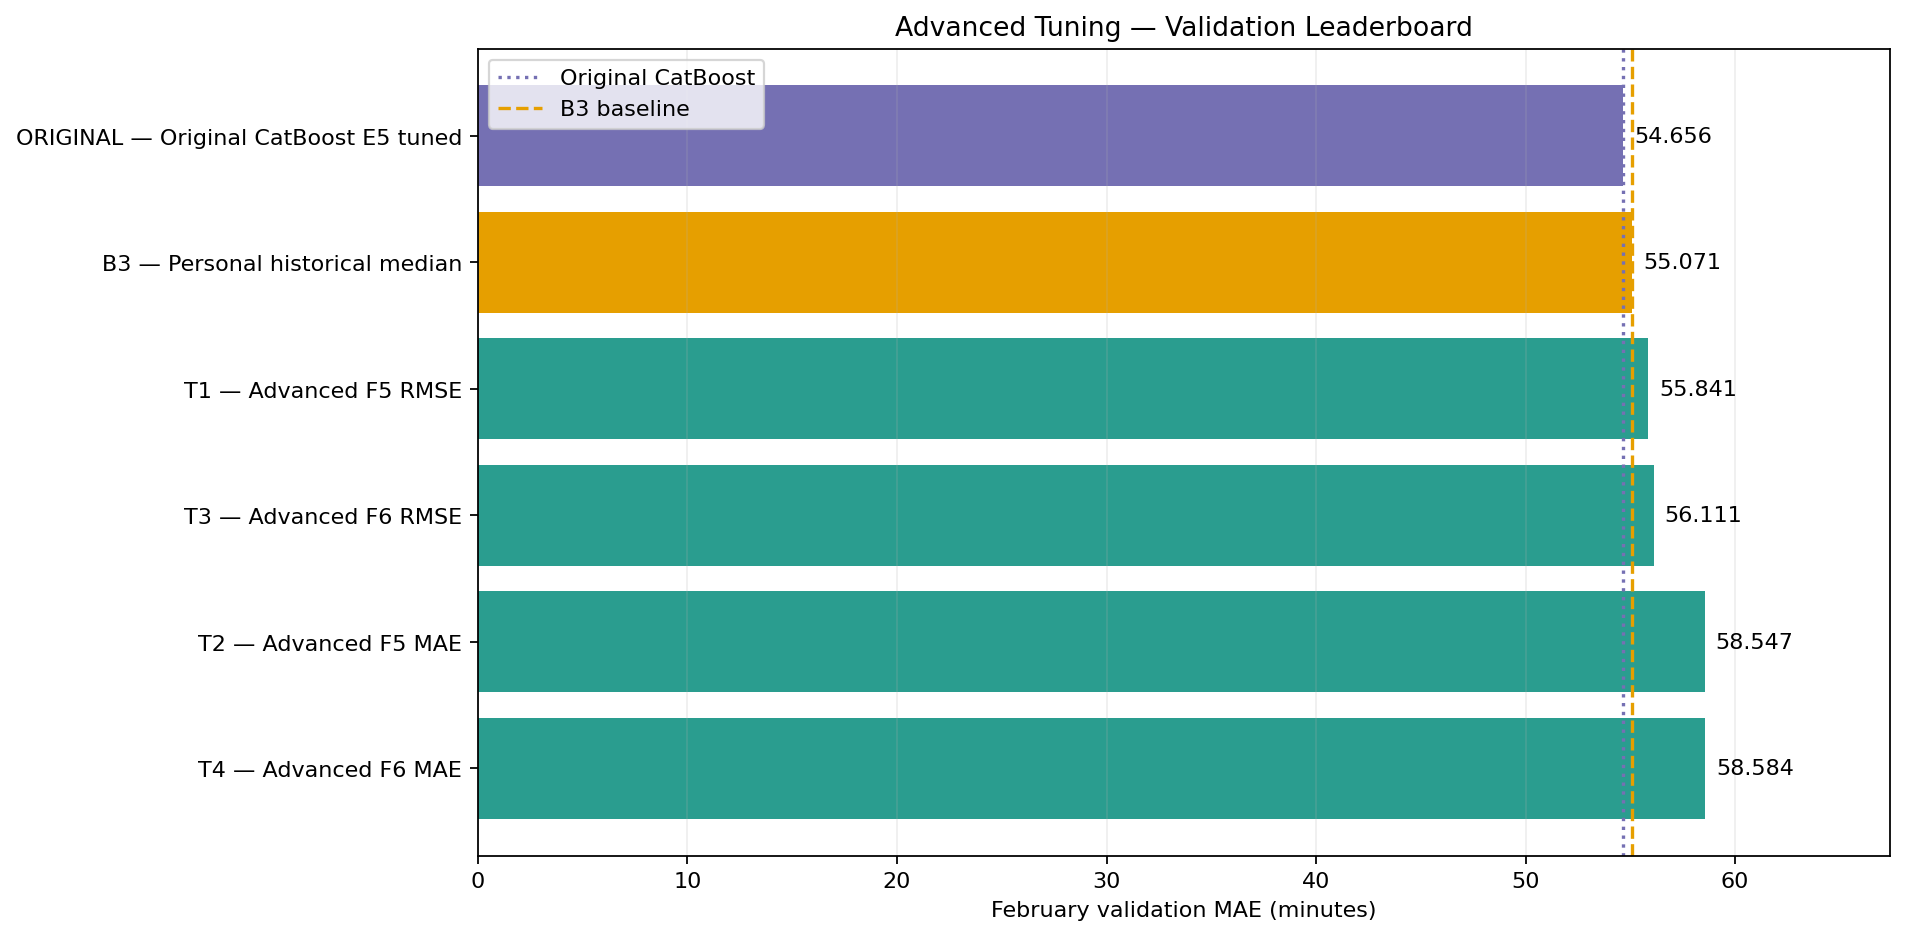 Advanced Tuning — Validation Leaderboard
Original CatBoost
B3 baseline
ORIGINAL — Original CatBoost E5 tuned
54.656
B3 — Personal historical median
55.071
T1 — Advanced F5 RMSE
55.841
T3 — Advanced F6 RMSE
56.111
T2 — Advanced F5 MAE
58.547
T4 — Advanced F6 MAE
58.584
0 10 20 30 40 50 60
February validation MAE (minutes)